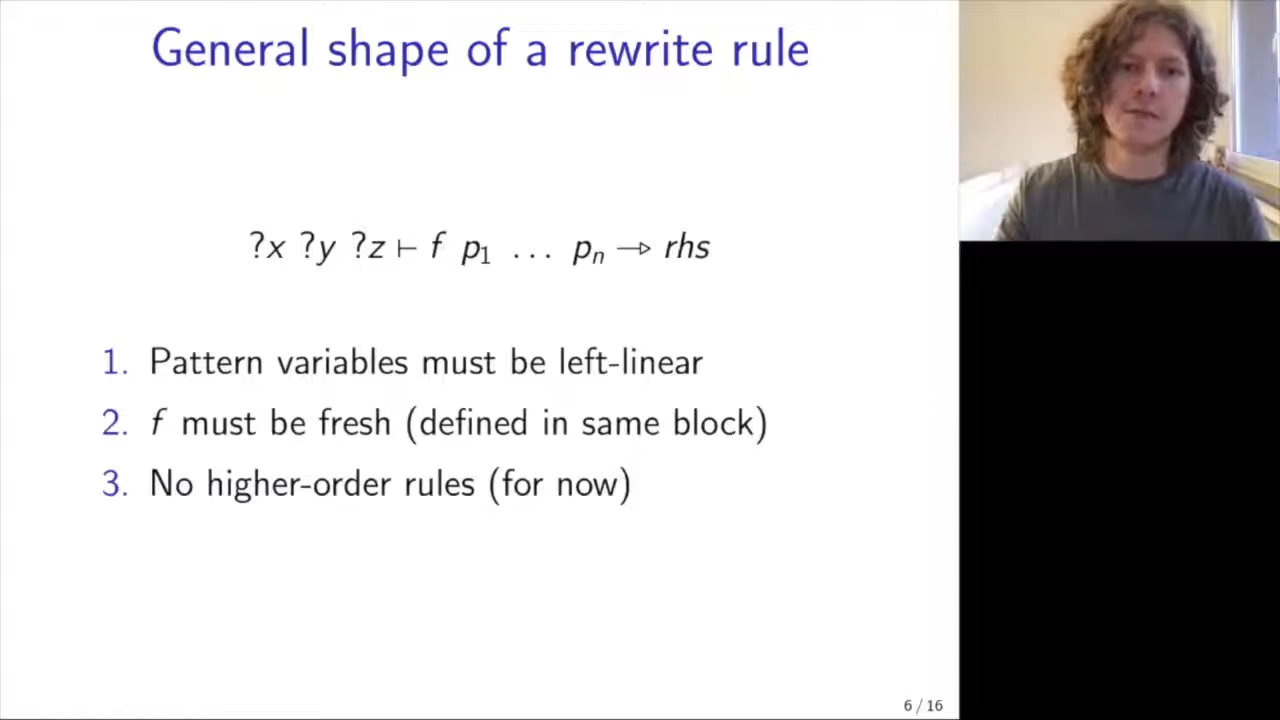 General shape of a rewrite rule
?x ?y ?z ⊢ f p₁ … pₙ ⇾ rhs
1. Pattern variables must be left-linear
2. f must be fresh (defined in same block)
3. No higher-order rules (for now)
6 / 16